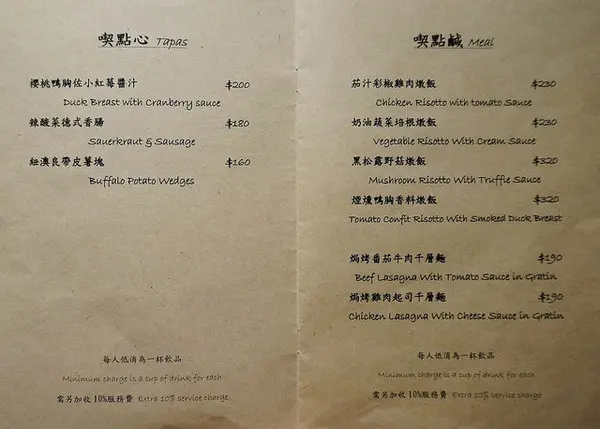 喫點心 Tapas
櫻桃鴨胸佐小紅莓醬汁 $200
Duck Breast with Cranberry sauce
辣酸菜德式香腸 $180
Sauerkraut & Sausage
紐澳良帶皮薯塊 $160
Buffalo Potato Wedges
每人低消為一杯飲品
Minimum charge is a cup of drink for each
需另加收 10%服務費 Extra 10% service charge.
喫點鹹 Meal
茄汁彩椒雞肉燉飯 $230
Chicken Risotto with tomato Sauce
奶油蔬菜培根燉飯 $230
Vegetable Risotto With Cream Sauce
黑松露野菇燉飯 $320
Mushroom Risotto With Truffle Sauce
煙燻鴨胸香料燉飯 $320
Tomato Confit Risotto With Smoked Duck Breast
焗烤番茄牛肉千層麵 $190
Beef Lasagna With Tomato Sauce in Gratin
焗烤雞肉起司千層麵 $190
Chicken Lasagna With Cheese Sauce in Gratin
每人低消為一杯飲品
Minimum charge is a cup of drink for each
需另加收 10%服務費 Extra 10% service charge.